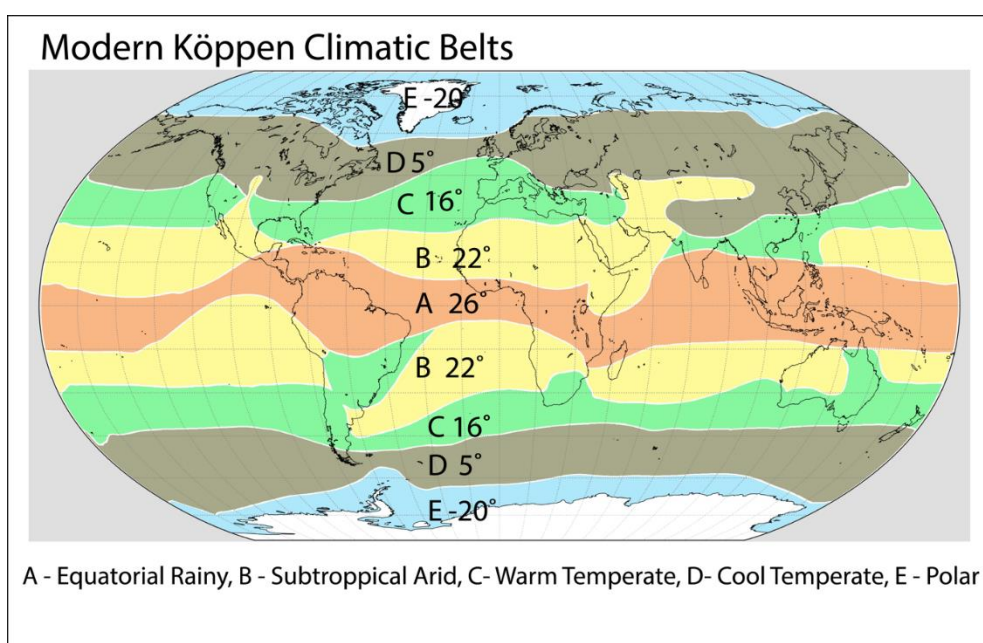 Modern Köppen Climatic Belts
E -20
D 5°
C 16°
B 22°
A 26°
B 22°
C 16°
D 5°
E -20°
A - Equatorial Rainy, B - Subtroppical Arid, C- Warm Temperate, D- Cool Temperate, E - Polar